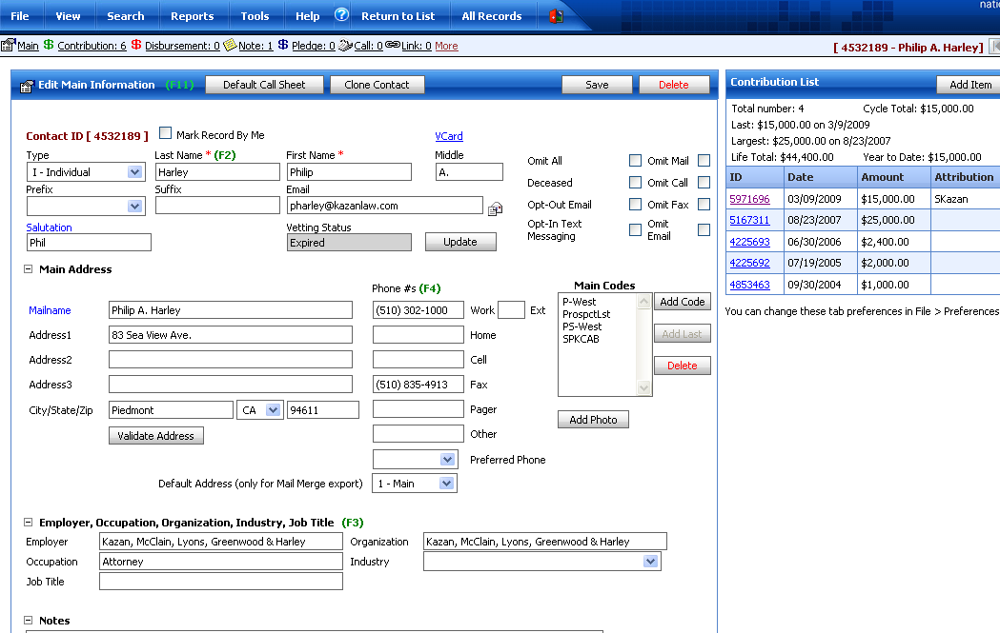 natio
File View Search Reports Tools Help ? Return to List All Records
Main $ Contribution: 6 $ Disbursement: 0 Note: 1 $ Pledge: 0 Call: 0 Link: 0 More
[ 4532189 - Philip A. Harley]
Edit Main Information (F11) Default Call Sheet Clone Contact Save Delete
Contact ID [ 4532189 ] Mark Record By Me VCard
Type Last Name * (F2) First Name * Middle
I - Individual Harley Philip A.
Prefix Suffix Email
pharley@kazanlaw.com
Salutation Vetting Status
Phil Expired Update
Omit All Omit Mail
Deceased Omit Call
Opt-Out Email Omit Fax
Opt-In Text Messaging Omit Email
Main Address
Phone #s (F4) Main Codes
Mailname Philip A. Harley (510) 302-1000 Work Ext
Address1 83 Sea View Ave. Home
Address2 Cell
Address3 (510) 835-4913 Fax
City/State/Zip Piedmont CA 94611 Pager
Validate Address Other
Preferred Phone
Default Address (only for Mail Merge export) 1 - Main
P-West
ProspctLst
PS-West
SPKCAB
Add Code
Add Last
Delete
Add Photo
Employer, Occupation, Organization, Industry, Job Title (F3)
Employer Kazan, McClain, Lyons, Greenwood & Harley Organization Kazan, McClain, Lyons, Greenwood & Harley
Occupation Attorney Industry
Job Title
Notes
Contribution List Add Item
Total number: 4 Cycle Total: $15,000.00
Last: $15,000.00 on 3/9/2009
Largest: $25,000.00 on 8/23/2007
Life Total: $44,400.00 Year to Date: $15,000.00
ID Date Amount Attribution
5971696 03/09/2009 $15,000.00 SKazan
5167311 08/23/2007 $25,000.00
4225693 06/30/2006 $2,400.00
4225692 07/19/2005 $2,000.00
4853463 09/30/2004 $1,000.00
You can change these tab preferences in File > Preferences